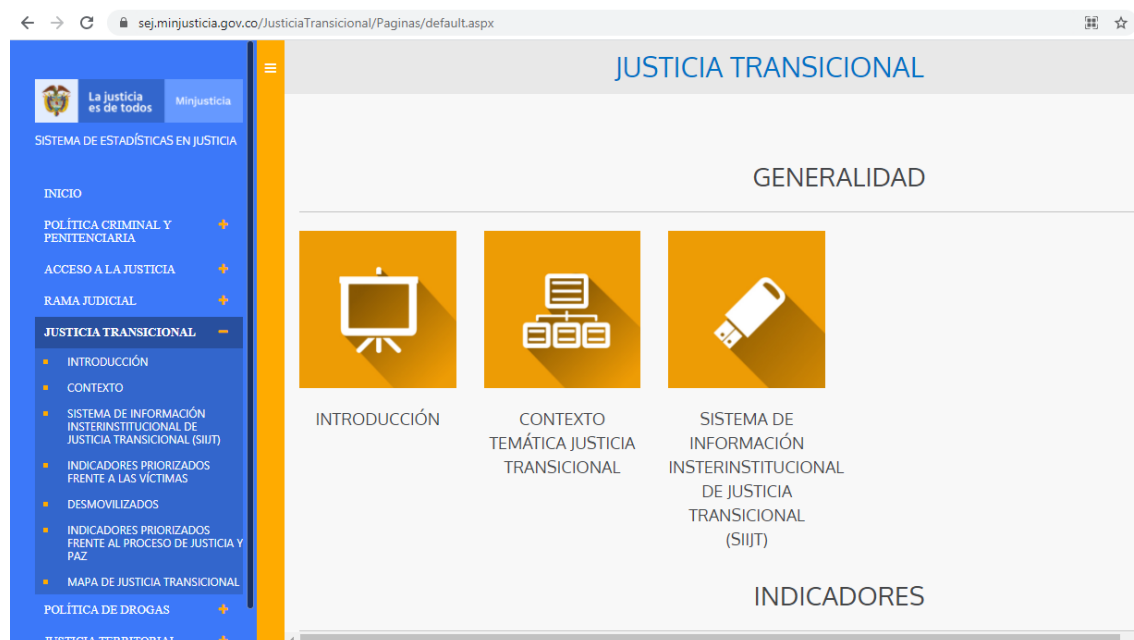 sej.minjusticia.gov.co/JusticiaTransicional/Paginas/default.aspx
La justicia
es de todos
Minjusticia
SISTEMA DE ESTADÍSTICAS EN JUSTICIA
INICIO
POLÍTICA CRIMINAL Y
PENITENCIARIA
ACCESO A LA JUSTICIA
RAMA JUDICIAL
JUSTICIA TRANSICIONAL
INTRODUCCIÓN
CONTEXTO
SISTEMA DE INFORMACIÓN
INSTERINSTITUCIONAL DE
JUSTICIA TRANSICIONAL (SIIJT)
INDICADORES PRIORIZADOS
FRENTE A LAS VÍCTIMAS
DESMOVILIZADOS
INDICADORES PRIORIZADOS
FRENTE AL PROCESO DE JUSTICIA Y
PAZ
MAPA DE JUSTICIA TRANSICIONAL
POLÍTICA DE DROGAS
JUSTICIA TERRITORIAL
JUSTICIA TRANSICIONAL
GENERALIDAD
INTRODUCCIÓN
CONTEXTO
TEMÁTICA JUSTICIA
TRANSICIONAL
SISTEMA DE
INFORMACIÓN
INSTERINSTITUCIONAL
DE JUSTICIA
TRANSICIONAL
(SIIJT)
INDICADORES